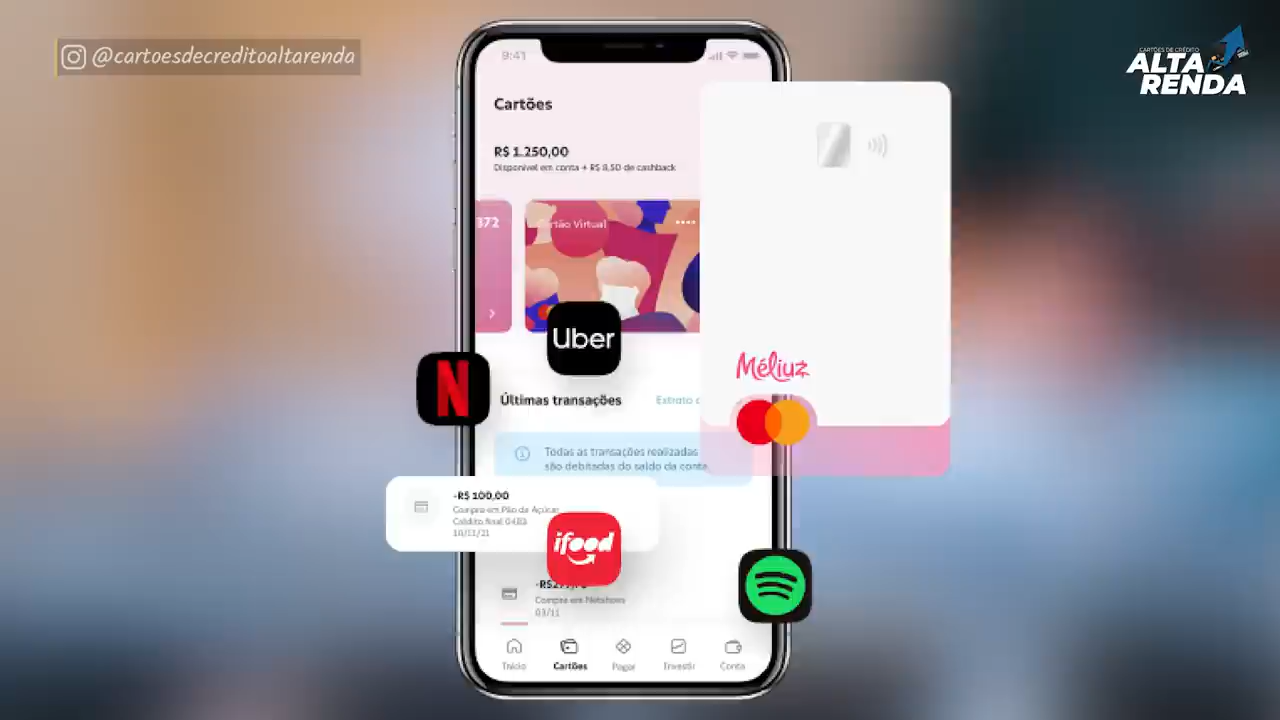 @cartoesdecreditoaltarenda
CARTÕES DE CRÉDITO
ALTA
RENDA
9:41
Cartões
R$ 1.250,00
Disponível em conta + R$ 8,50 de cashback
372
Cartão Virtual
Uber
N
Méliuz
Últimas transações
Extrato
Todas as transações realizadas
são debitadas do saldo da conta
-R$ 100,00
Compra em Pão de Açúcar
Crédito final
10/11/21
ifood
Compra em
03/11
Início
Cartões
Pagar
Investir
Conta